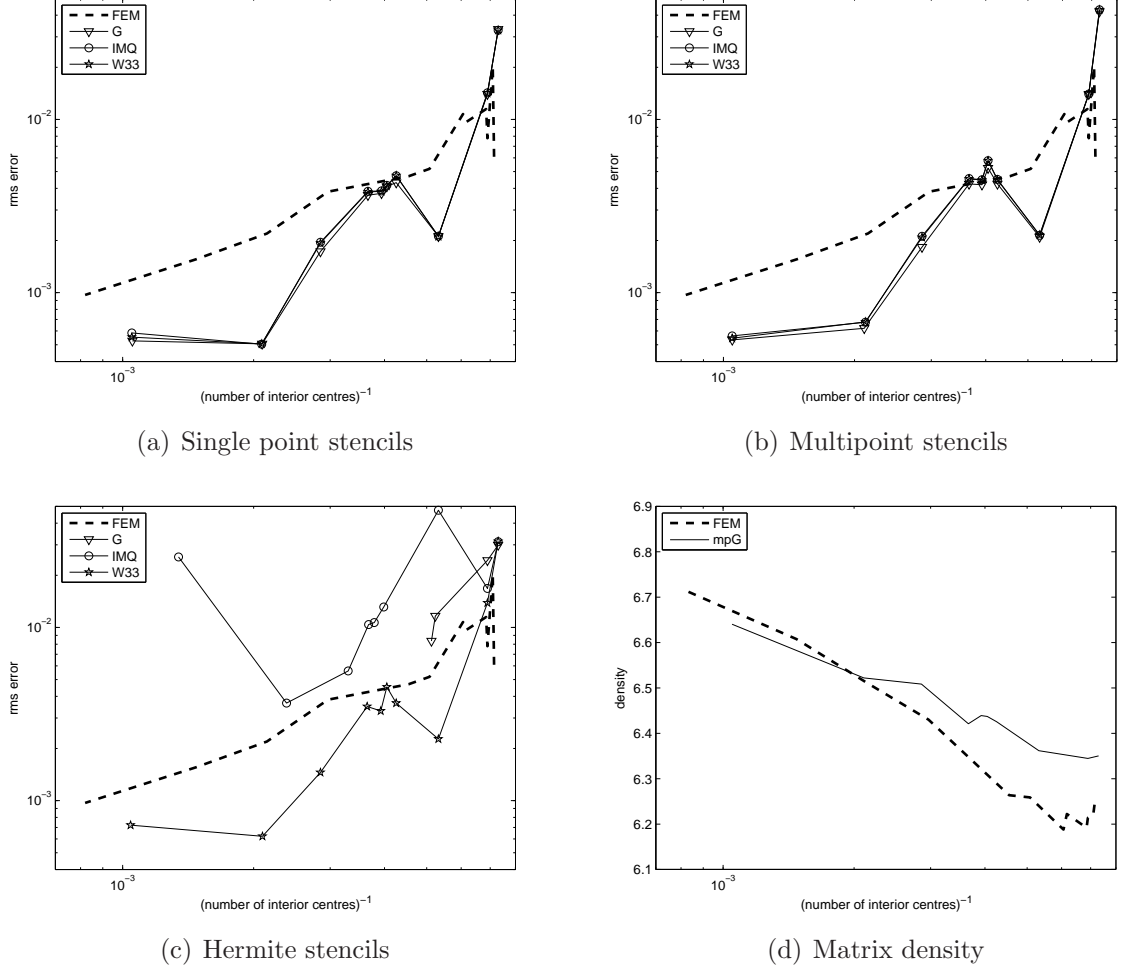 FEM
G
IMQ
W33
10⁻²
10⁻³
rms error
10⁻³
(number of interior centres)⁻¹
(a) Single point stencils
FEM
G
IMQ
W33
10⁻²
10⁻³
rms error
10⁻³
(number of interior centres)⁻¹
(b) Multipoint stencils
FEM
G
IMQ
W33
10⁻²
10⁻³
rms error
10⁻³
(number of interior centres)⁻¹
(c) Hermite stencils
FEM
mpG
6.9
6.8
6.7
6.6
6.5
6.4
6.3
6.2
6.1
density
10⁻³
(number of interior centres)⁻¹
(d) Matrix density